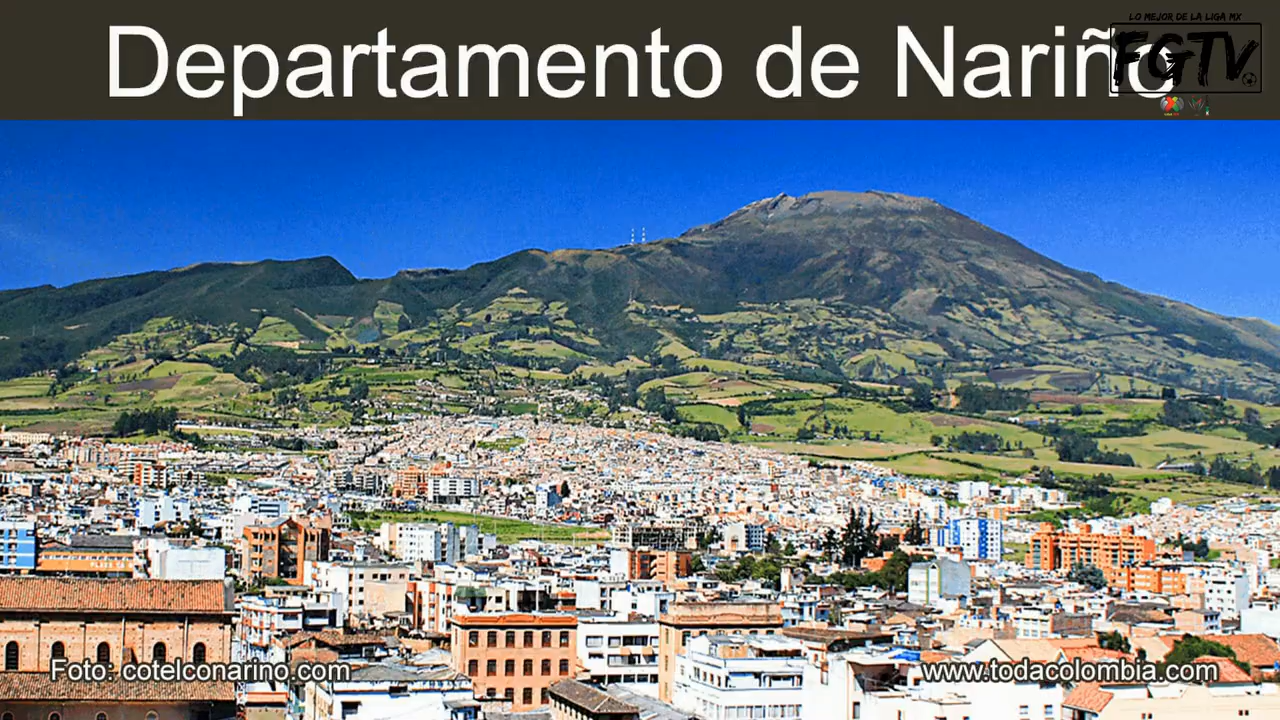 Departamento de Nariño
LO MEJOR DE LA LIGA MX
FGTV
Foto: cotelconarino.com
www.todacolombia.com